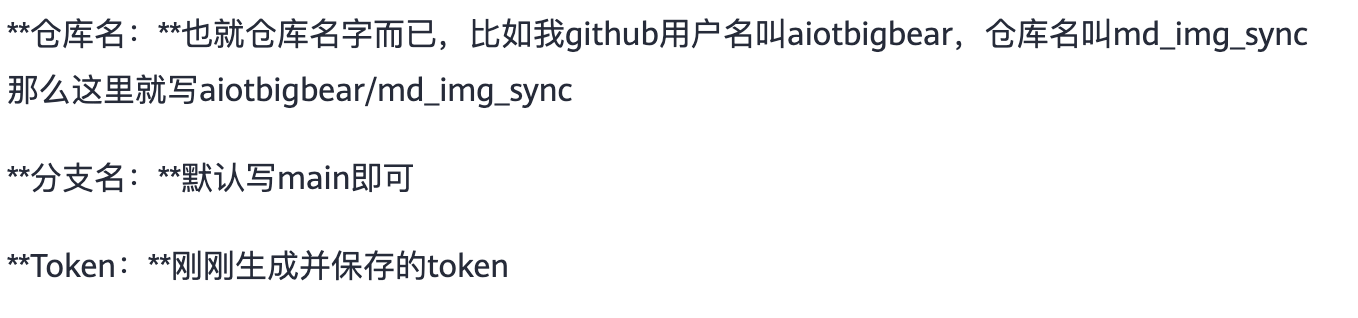 **仓库名：**也就仓库名字而已，比如我github用户名叫aiotbigbear，仓库名叫md_img_sync
那么这里就写aiotbigbear/md_img_sync
**分支名：**默认写main即可
**Token：**刚刚生成并保存的token